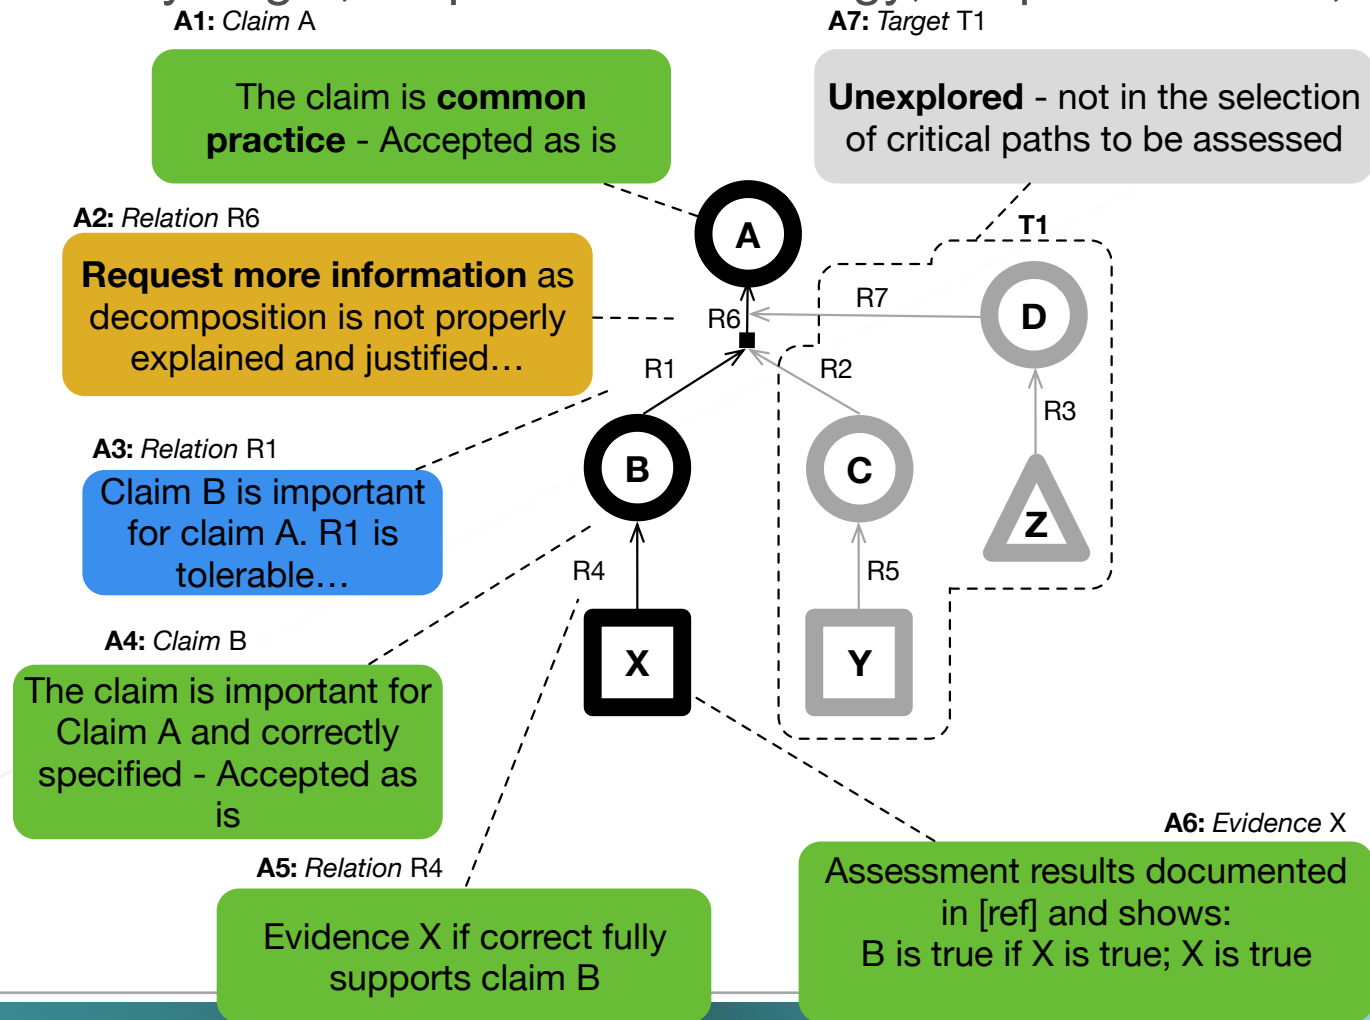 A1: Claim A
A7: Target T1
The claim is common
practice - Accepted as is
Unexplored - not in the selection
of critical paths to be assessed
A2: Relation R6
Request more information as
decomposition is not properly
explained and justified...
A
T1
R7
R6
D
R1
R2
R3
A3: Relation R1
Claim B is important
for claim A. R1 is
tolerable...
B
C
Z
R4
R5
A4: Claim B
The claim is important for
Claim A and correctly
specified - Accepted as
is
X
Y
A5: Relation R4
Evidence X if correct fully
supports claim B
A6: Evidence X
Assessment results documented
in [ref] and shows:
B is true if X is true; X is true